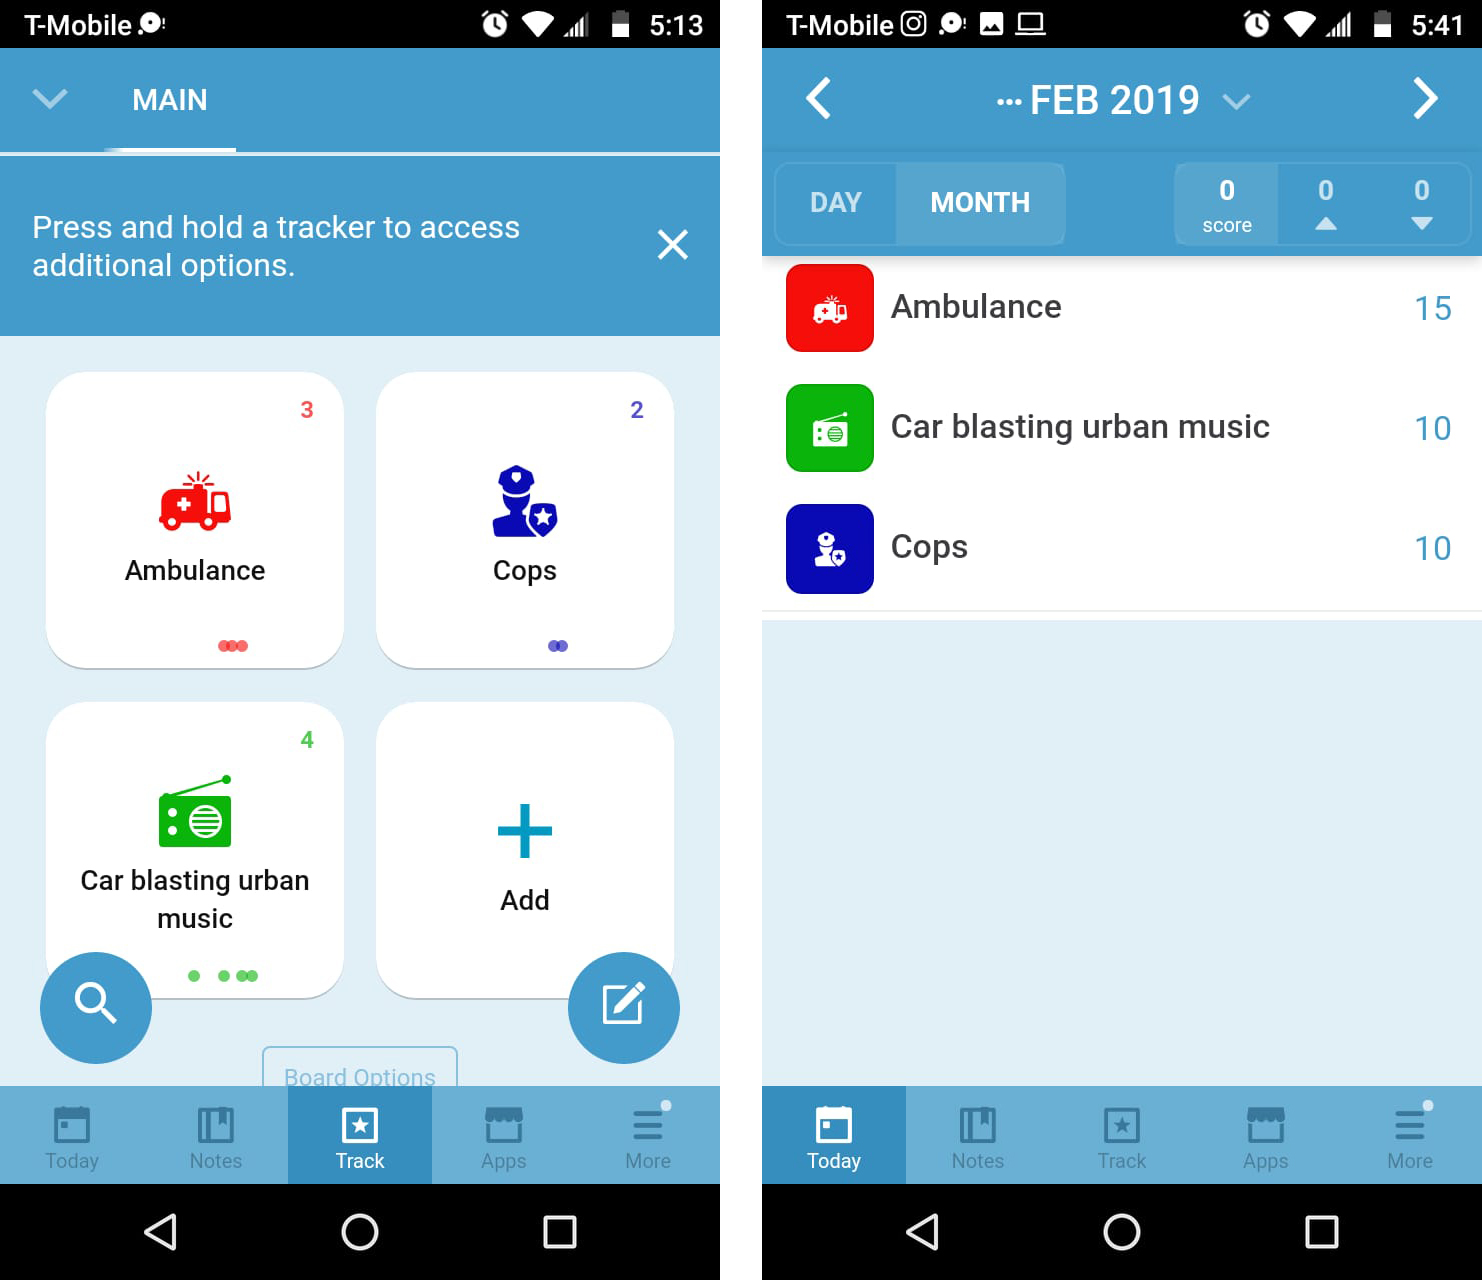 T-Mobile
5:13
MAIN
Press and hold a tracker to access
additional options.
3
Ambulance
2
Cops
4
Car blasting urban
music
Add
Board Options
Today
Notes
Track
Apps
More
T-Mobile
5:41
··· FEB 2019
DAY
MONTH
0
score
0
0
Ambulance
15
Car blasting urban music
10
Cops
10
Today
Notes
Track
Apps
More